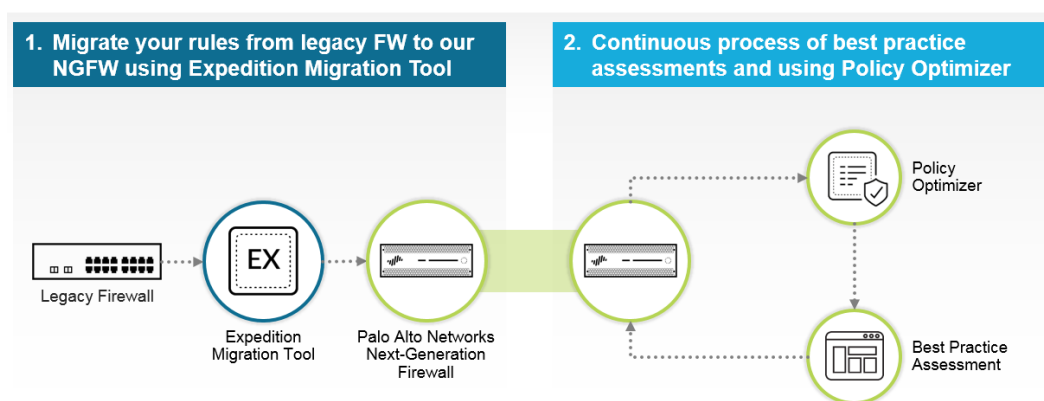 1. Migrate your rules from legacy FW to our
NGFW using Expedition Migration Tool
2. Continuous process of best practice
assessments and using Policy Optimizer
Policy
Optimizer
EX
Legacy Firewall
Expedition
Migration Tool
Palo Alto Networks
Next-Generation
Firewall
Best Practice
Assessment